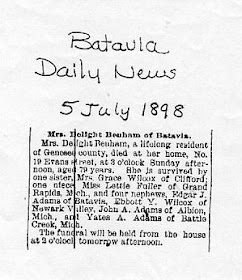 Batavia
Daily News
5 July 1898
Mrs. Delight Benham of Batavia.
Mrs. Delight Benham, a lifelong resident
of Genesee county, died at her home, No.
19 Evans street, at 3 o'clock Sunday after-
noon, aged 79 years. She is survived by
one sister, Mrs. Grace Wilcox of Clifford;
one niece, Miss Lettie Fuller of Grand
Rapids, Mich., and four nephews, Edgar J.
Adams of Batavia, Ebbott Y. Wilcox of
Newark Valley, John A. Adams of Albion,
Mich., and Yates A. Adams of Battle
Creek, Mich.
The funeral will be held from the house
at 2 o'clock tomorrow afternoon.